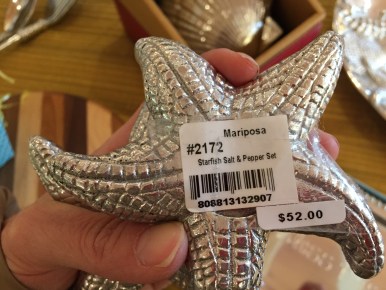 Mariposa
#2172
Starfish Salt & Pepper Set
808813132907
$52.00